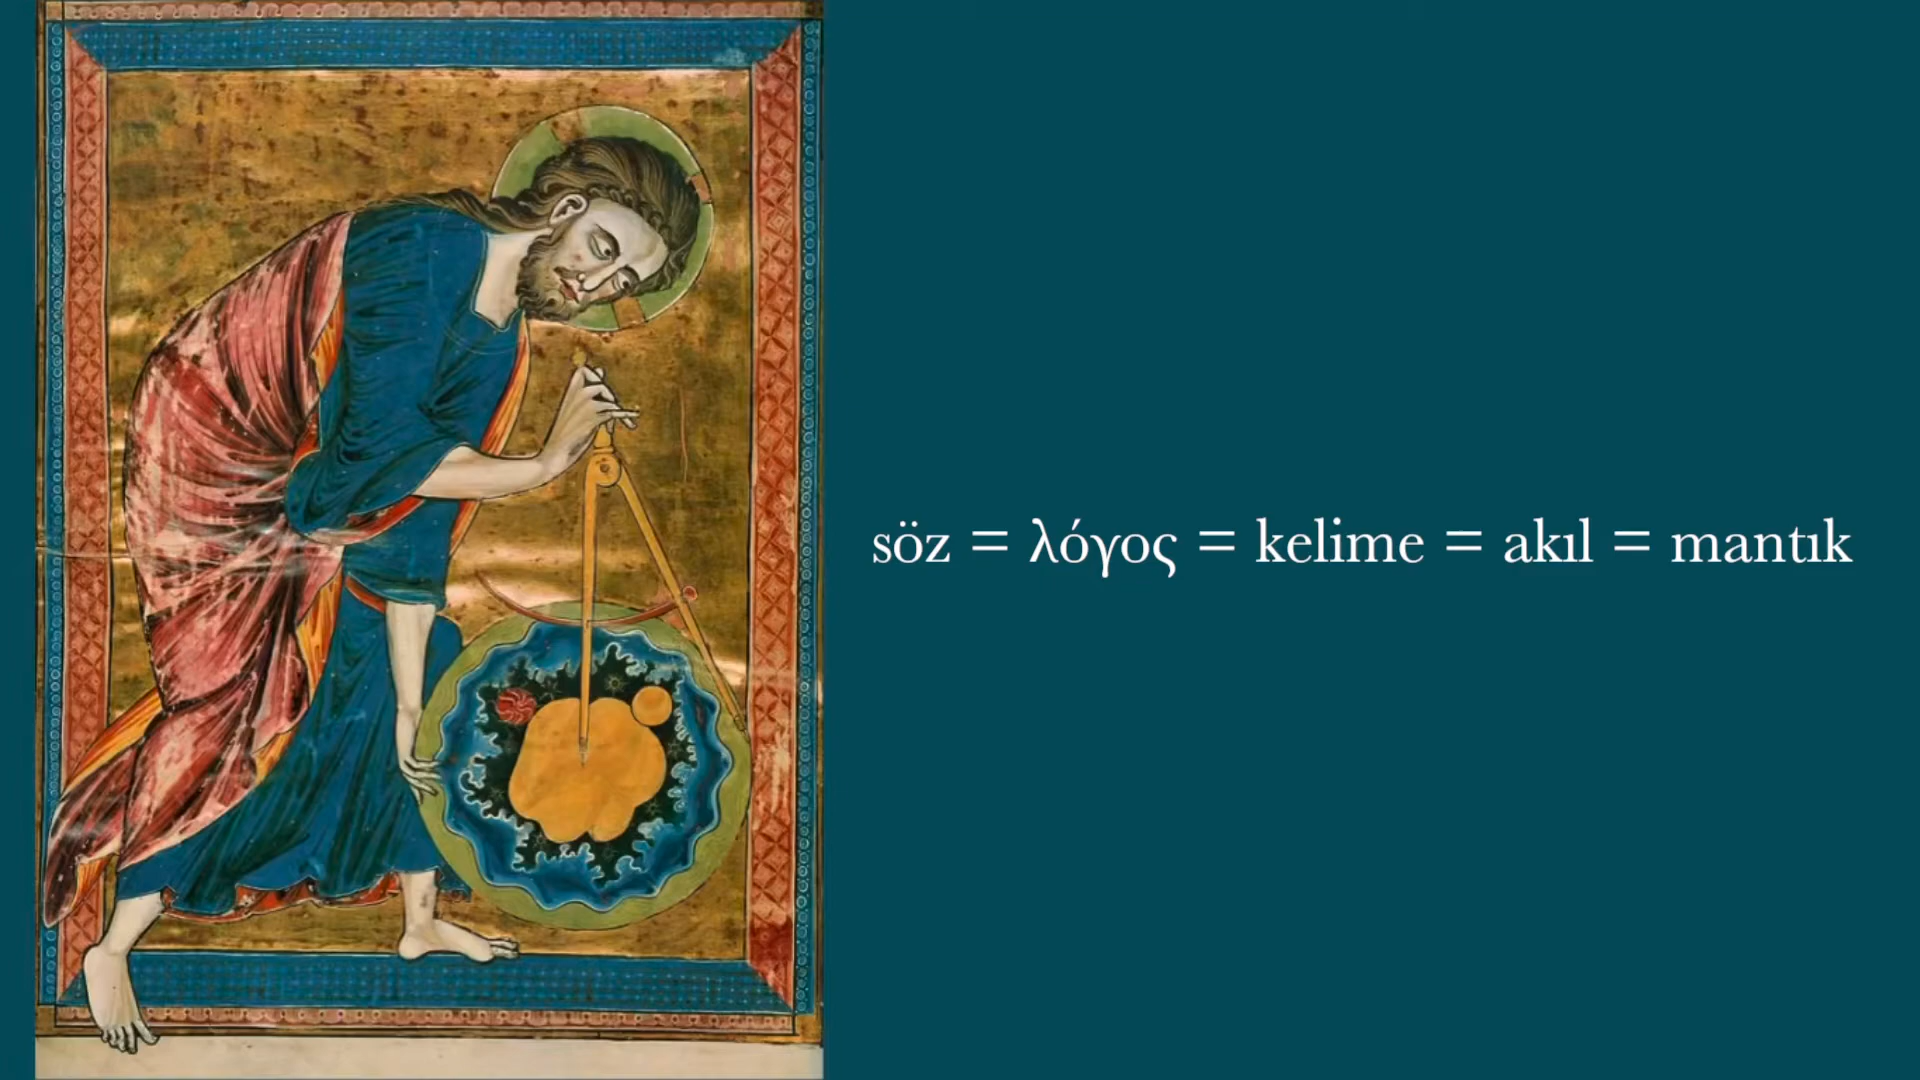 söz = λόγος = kelime = akıl = mantık